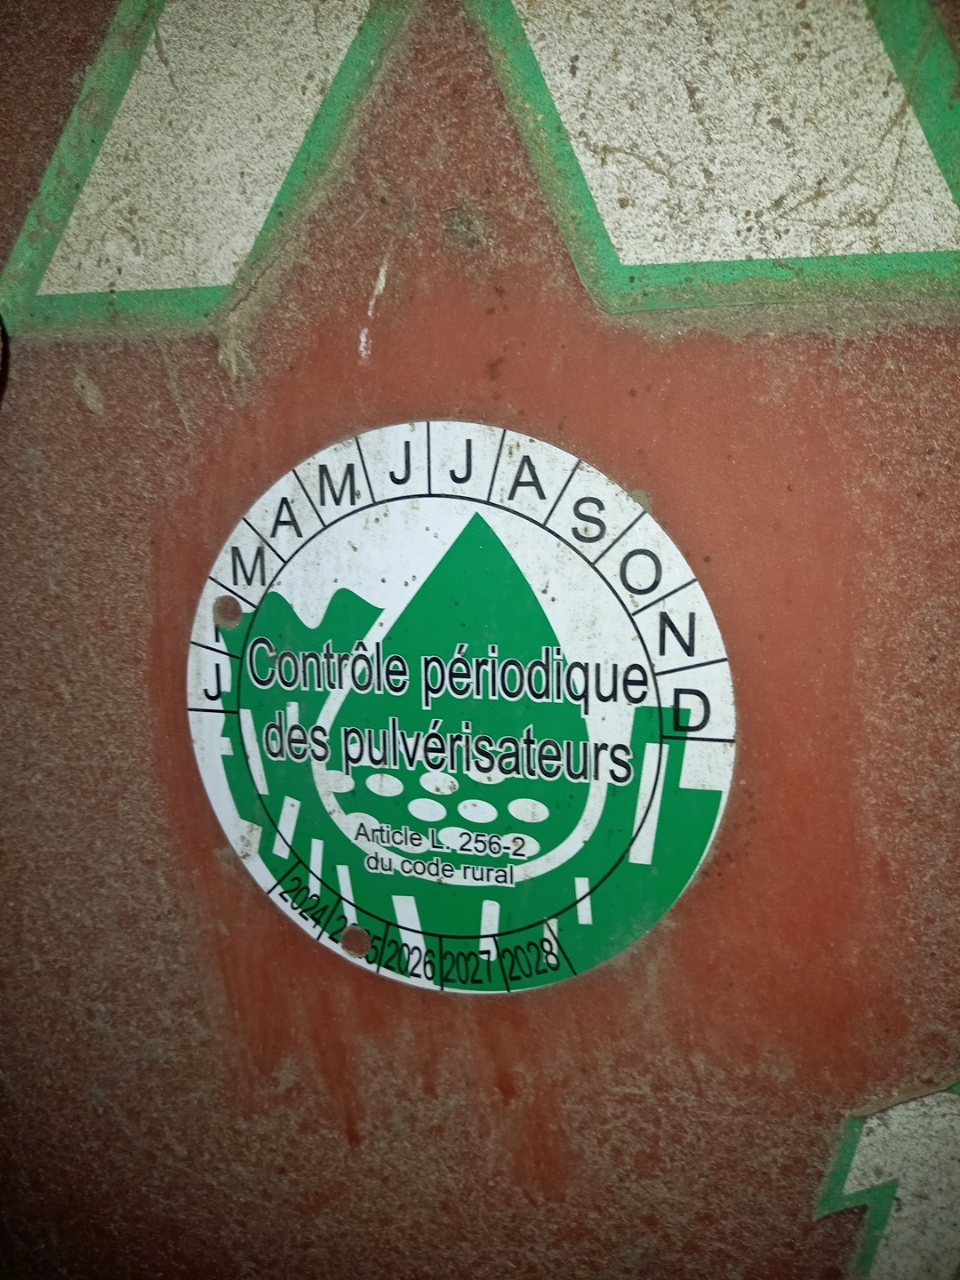 J M A M J J A S O N D
Contrôle périodique
des pulvérisateurs
Article L. 256-2
du code rural
2024 2026 2027 2028